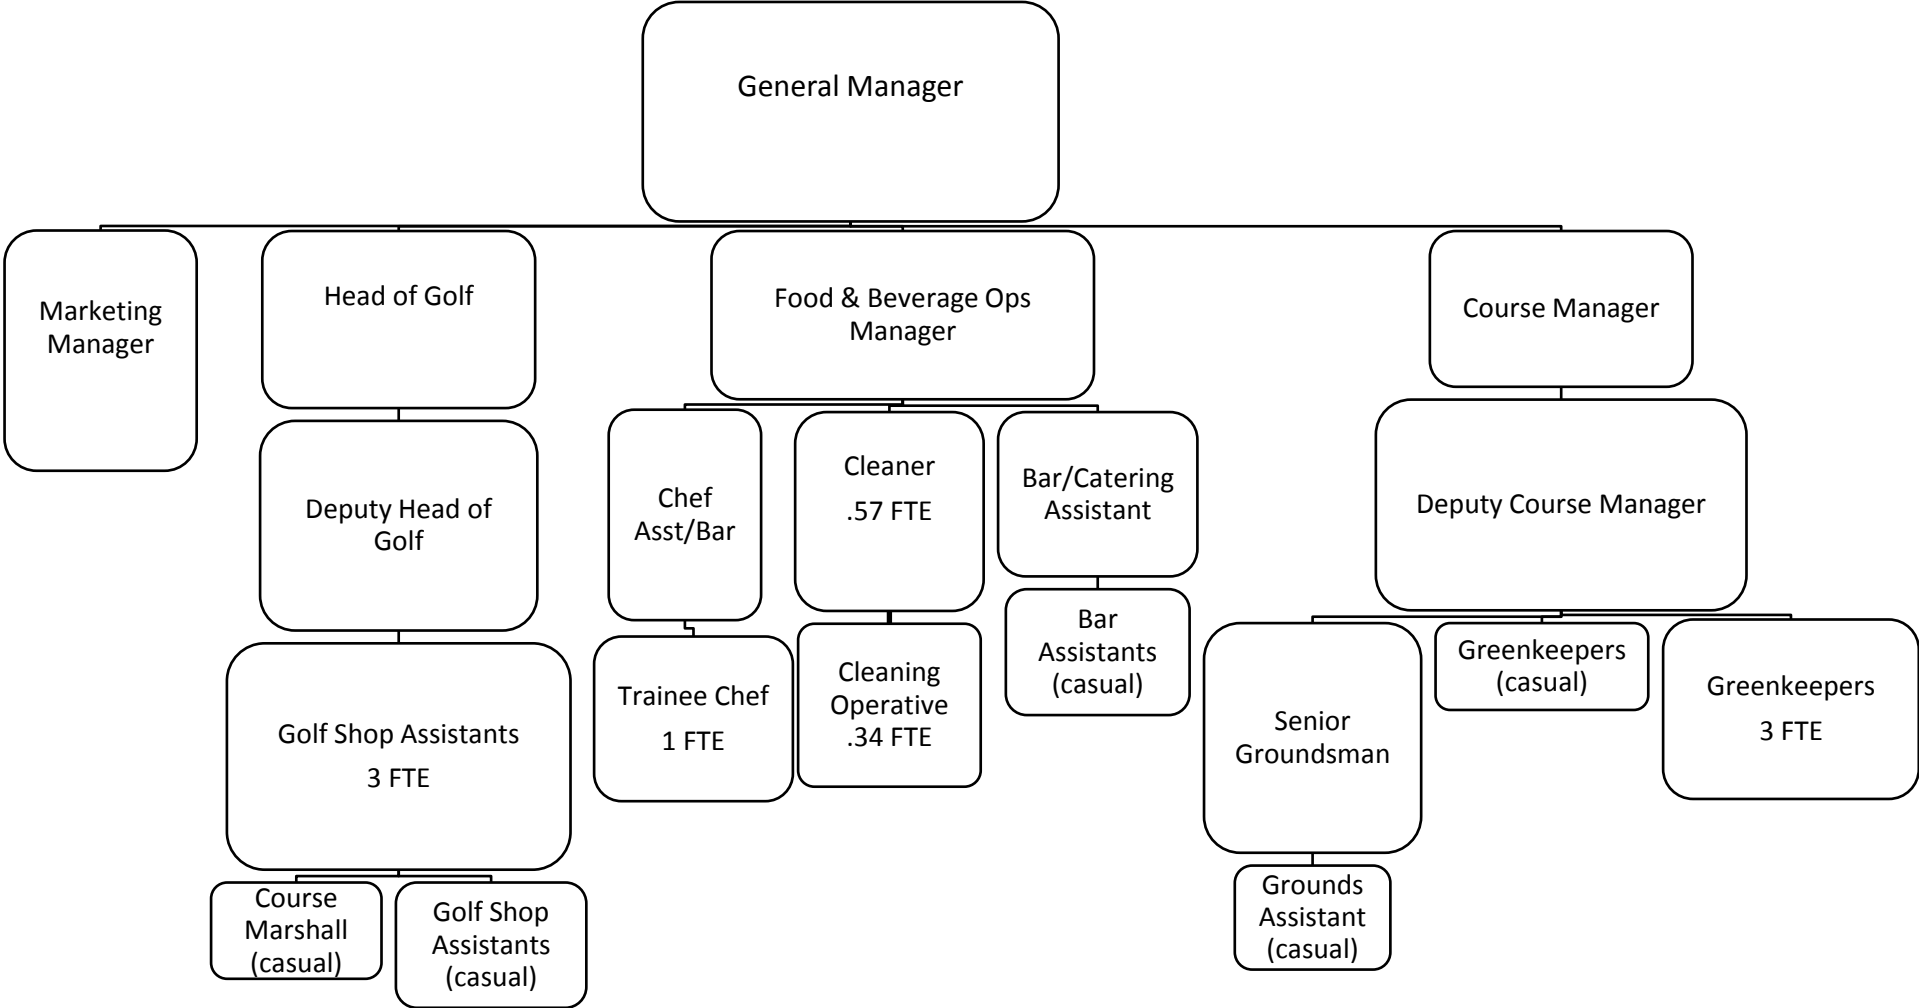 General Manager
Marketing
Manager
Head of Golf
Food & Beverage Ops
Manager
Course Manager
Deputy Head of
Golf
Chef
Asst/Bar
Cleaner
.57 FTE
Bar/Catering
Assistant
Deputy Course Manager
Golf Shop Assistants
3 FTE
Trainee Chef
1 FTE
Cleaning
Operative
.34 FTE
Bar
Assistants
(casual)
Senior
Groundsman
Greenkeepers
(casual)
Greenkeepers
3 FTE
Course
Marshall
(casual)
Golf Shop
Assistants
(casual)
Grounds
Assistant
(casual)